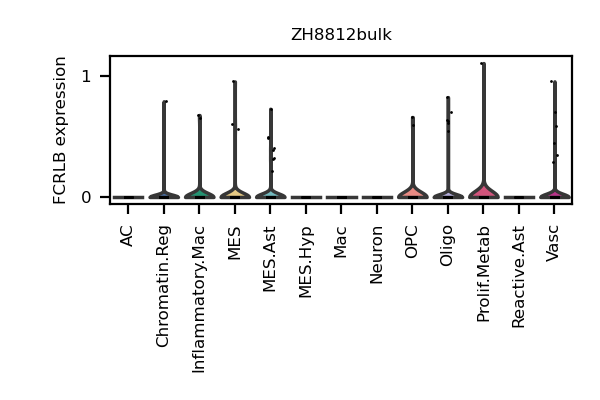 ZH8812bulk
FCRLB expression
1
0
AC
Chromatin.Reg
Inflammatory.Mac
MES
MES.Ast
MES.Hyp
Mac
Neuron
OPC
Oligo
Prolif.Metab
Reactive.Ast
Vasc